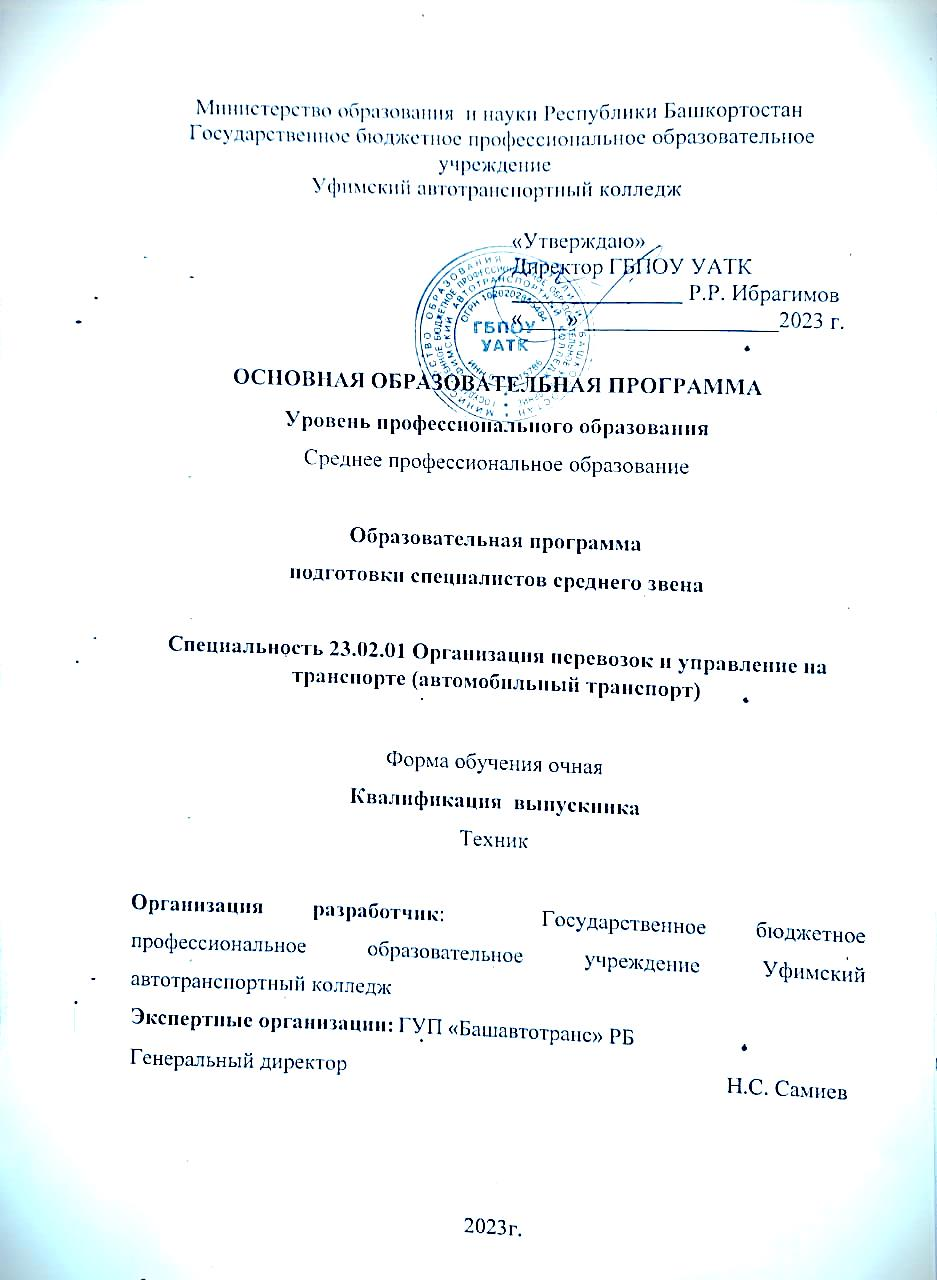 Министерство образования и науки Республики Башкортостан
Государственное бюджетное профессиональное образовательное
учреждение
Уфимский автотранспортный колледж
«Утверждаю»
Директор ГБПОУ УАТК
_______________ Р.Р. Ибрагимов
«___»_________________2023 г.
ГБПОУ
УАТК
ОСНОВНАЯ ОБРАЗОВАТЕЛЬНАЯ ПРОГРАММА
Уровень профессионального образования
Среднее профессиональное образование
Образовательная программа
подготовки специалистов среднего звена
Специальность 23.02.01 Организация перевозок и управление на
транспорте (автомобильный транспорт)
Форма обучения очная
Квалификация выпускника
Техник
Организация разработчик: Государственное бюджетное
профессиональное образовательное учреждение Уфимский
автотранспортный колледж
Экспертные организации: ГУП «Башавтотранс» РБ
Генеральный директор
Н.С. Самиев
2023г.